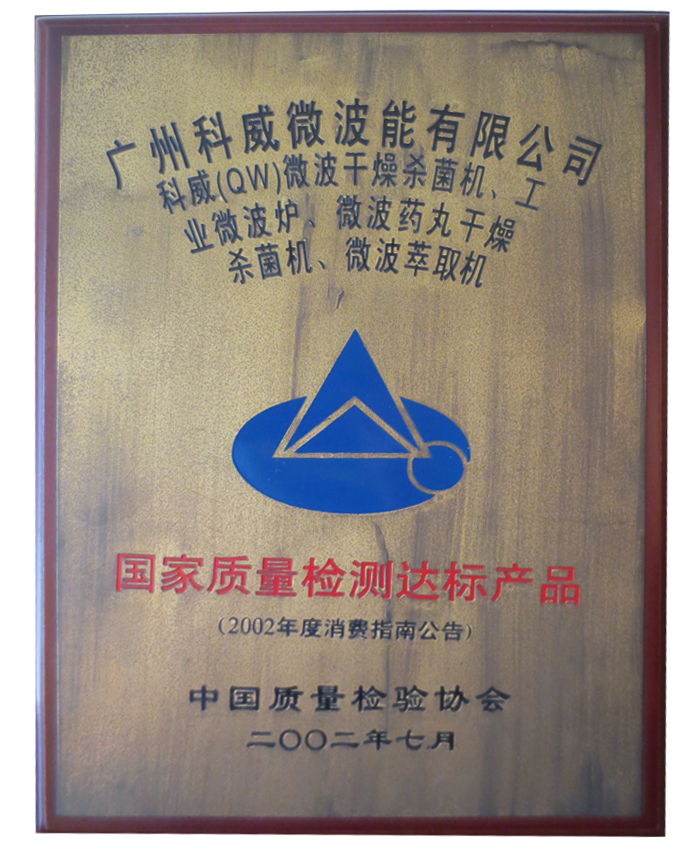 广州科威微波能有限公司
科威(QW)微波干燥杀菌机、工
业微波炉、微波药丸干燥
杀菌机、微波萃取机
国家质量检测达标产品
(2002年度消费指南公告)
中国质量检验协会
二〇〇二年七月